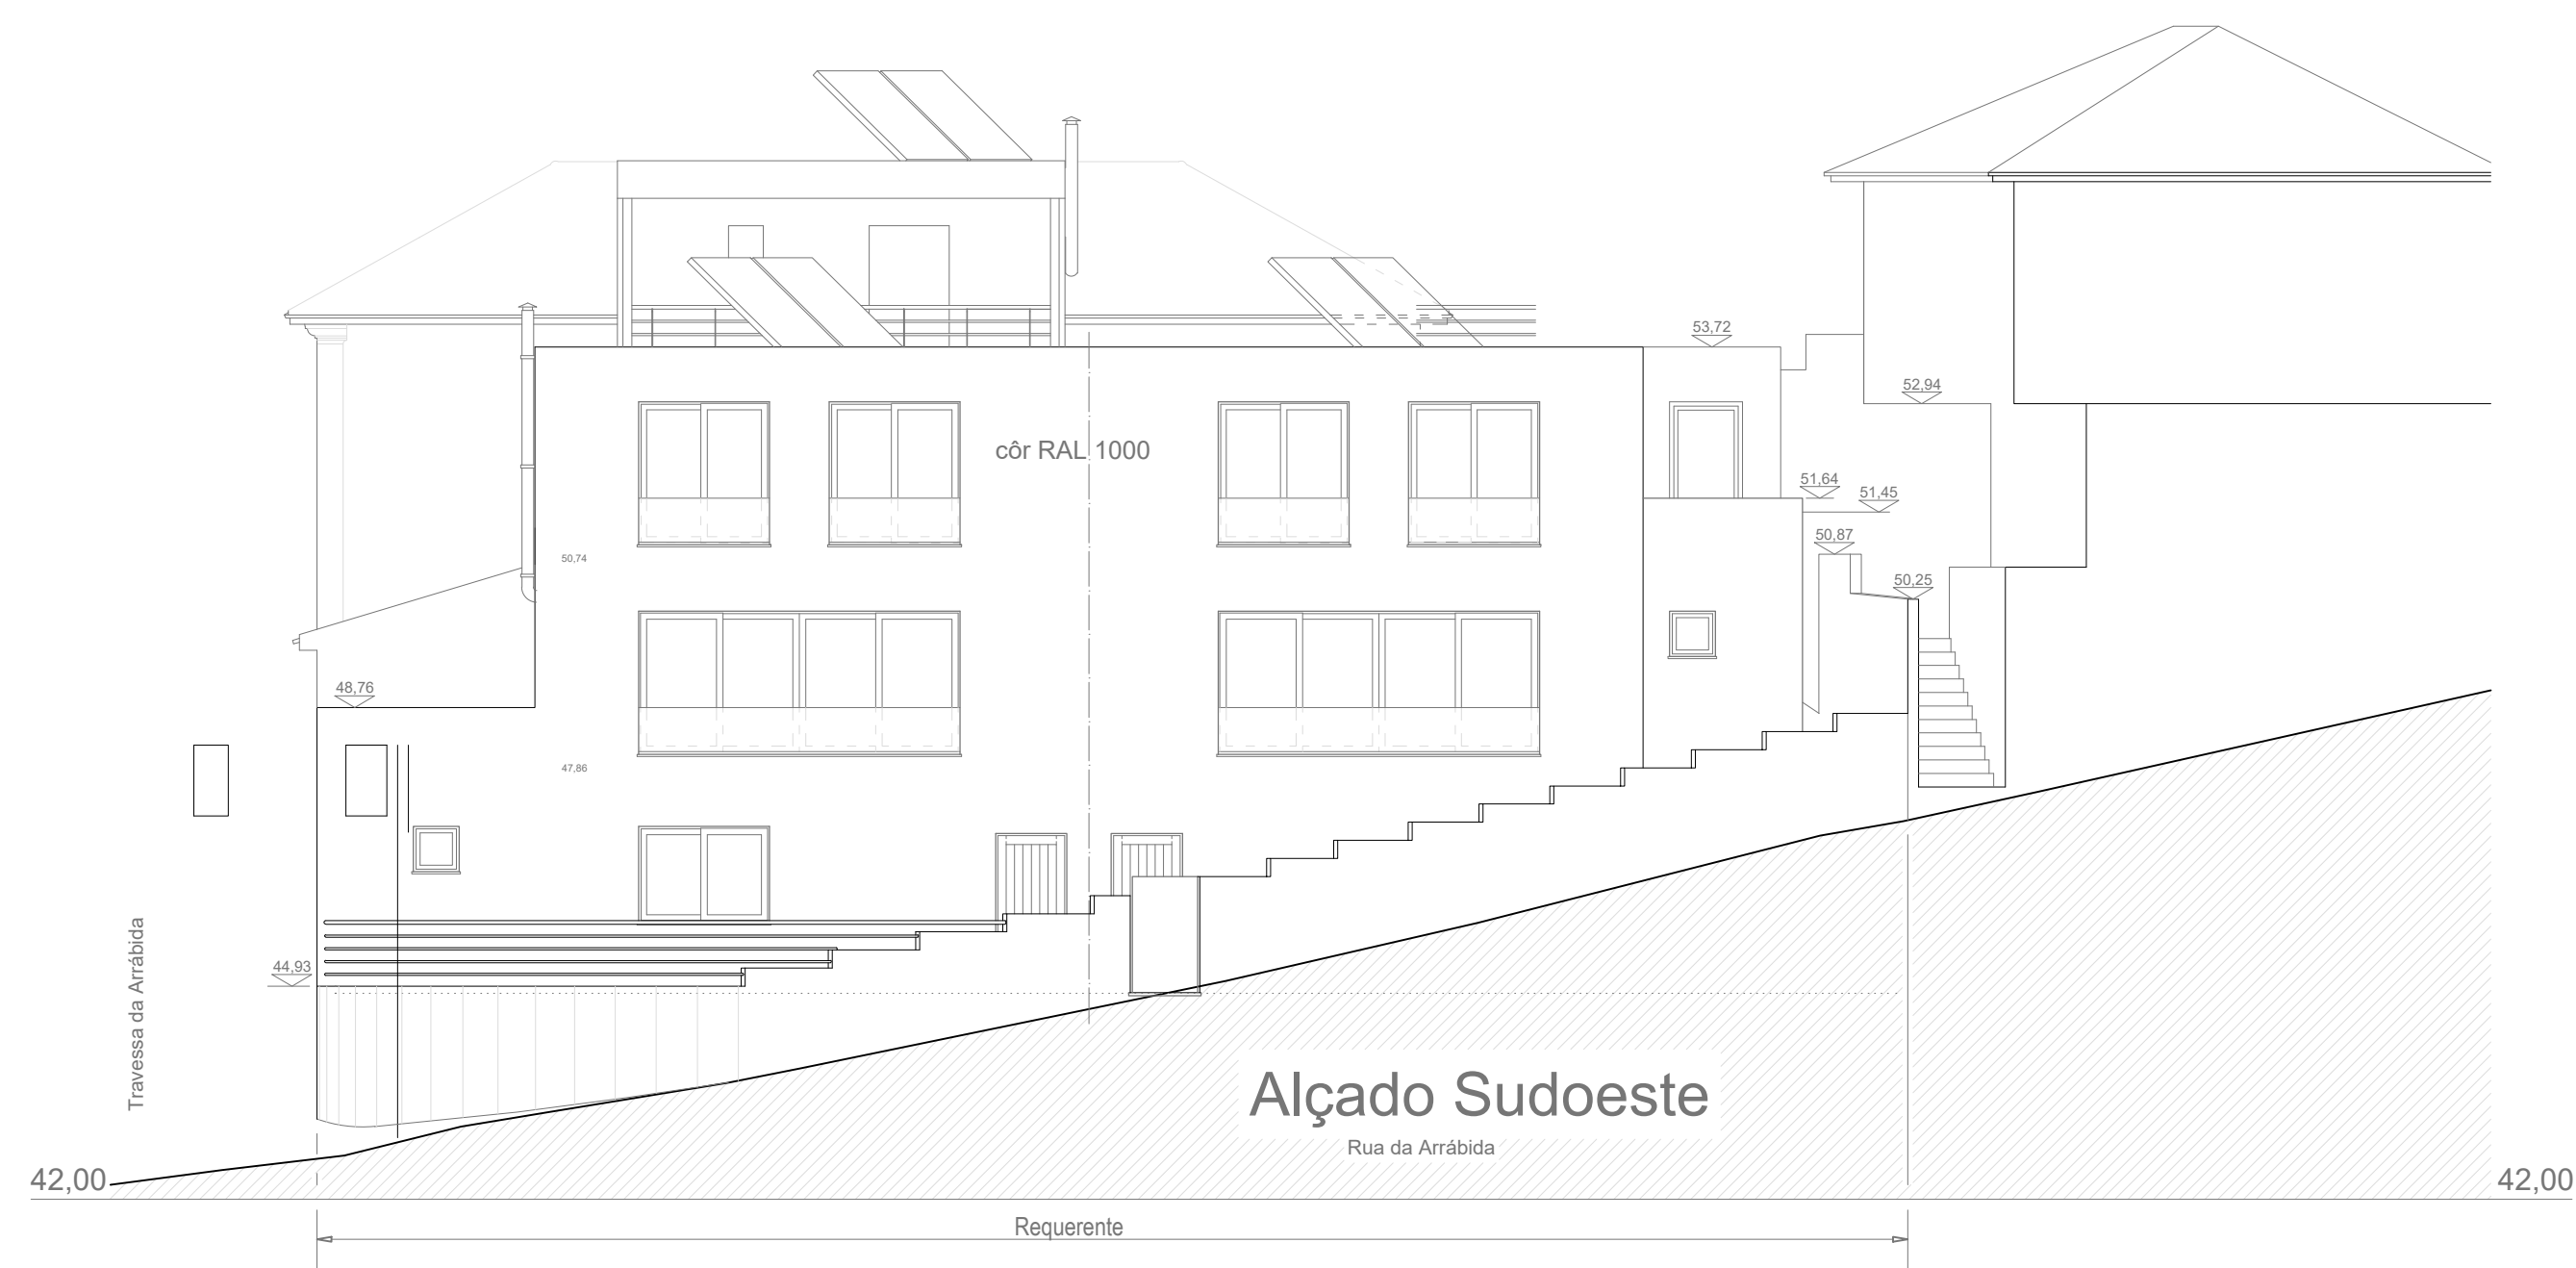 53,72
52,94
côr RAL 1000
51,64
51,45
50,87
50,74
50,25
48,76
47,86
Travessa da Arrábida
44,93
Alçado Sudoeste
Rua da Arrábida
42,00
42,00
Requerente